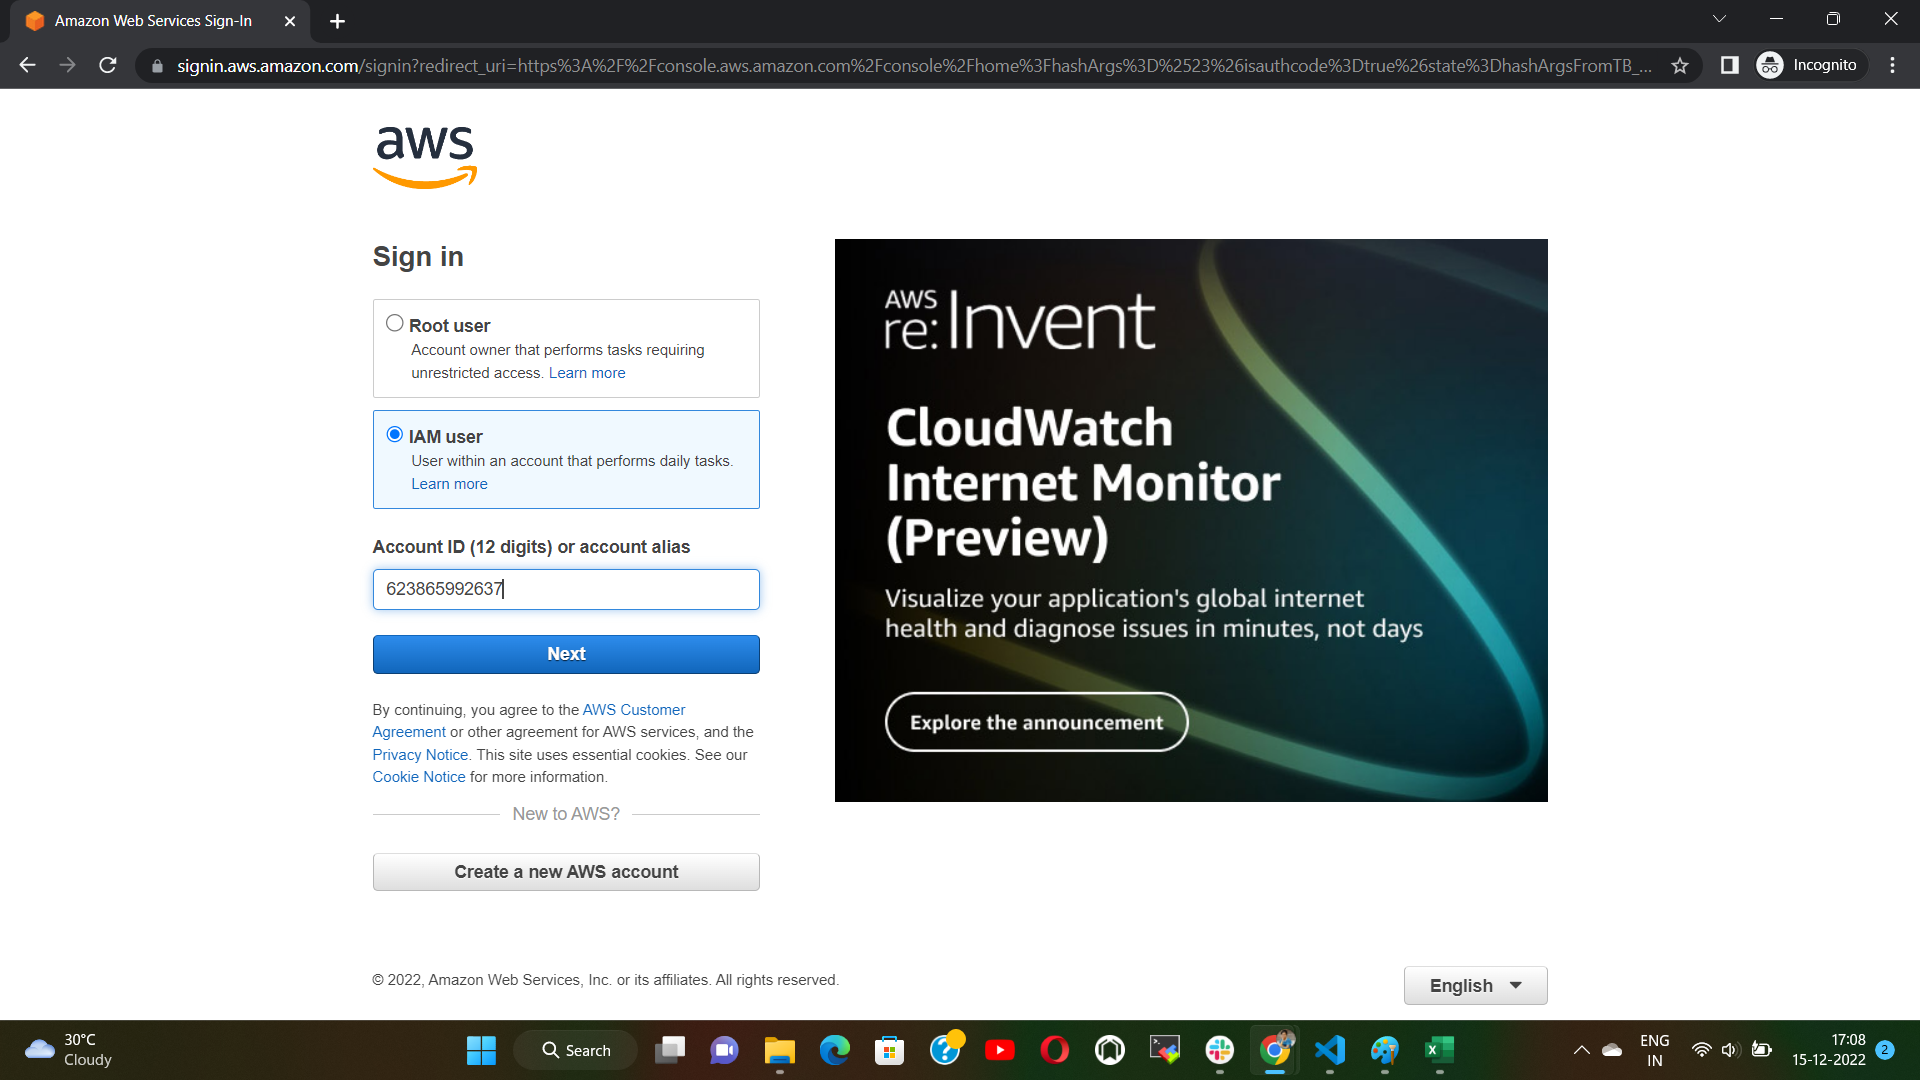 Amazon Web Services Sign-In
signin.aws.amazon.com/signin?redirect_uri=https%3A%2F%2Fconsole.aws.amazon.com%2Fconsole%2Fhome%3FhashArgs%3D%2523%26isauthcode%3Dtrue%26state%3DhashArgsFromTB_...
Incognito
aws
Sign in
Root user
Account owner that performs tasks requiring
unrestricted access. Learn more
IAM user
User within an account that performs daily tasks.
Learn more
Account ID (12 digits) or account alias
623865992637
Next
By continuing, you agree to the AWS Customer
Agreement or other agreement for AWS services, and the
Privacy Notice. This site uses essential cookies. See our
Cookie Notice for more information.
New to AWS?
Create a new AWS account
AWS
re:Invent
CloudWatch
Internet Monitor
(Preview)
Visualize your application's global internet
health and diagnose issues in minutes, not days
Explore the announcement
© 2022, Amazon Web Services, Inc. or its affiliates. All rights reserved.
English
30°C
Cloudy
Search
ENG
IN
17:08
15-12-2022
2